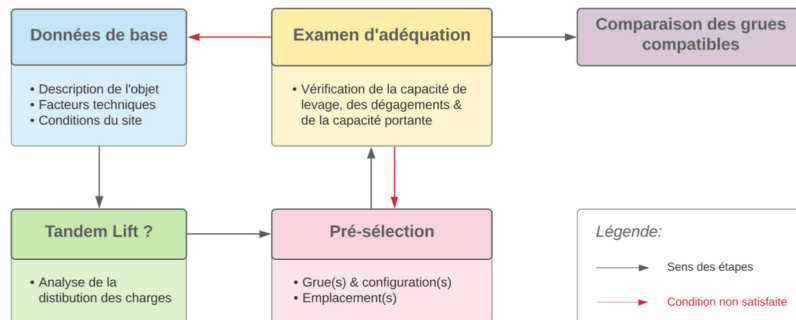 Données de base
• Description de l'objet
• Facteurs techniques
• Conditions du site
Examen d'adéquation
• Vérification de la capacité de
levage, des dégagements &
de la capacité portante
Comparaison des grues
compatibles
Tandem Lift ?
• Analyse de la
distibution des charges
Pré-sélection
• Grue(s) & configuration(s)
• Emplacement(s)
Légende:
Sens des étapes
Condition non satisfaite